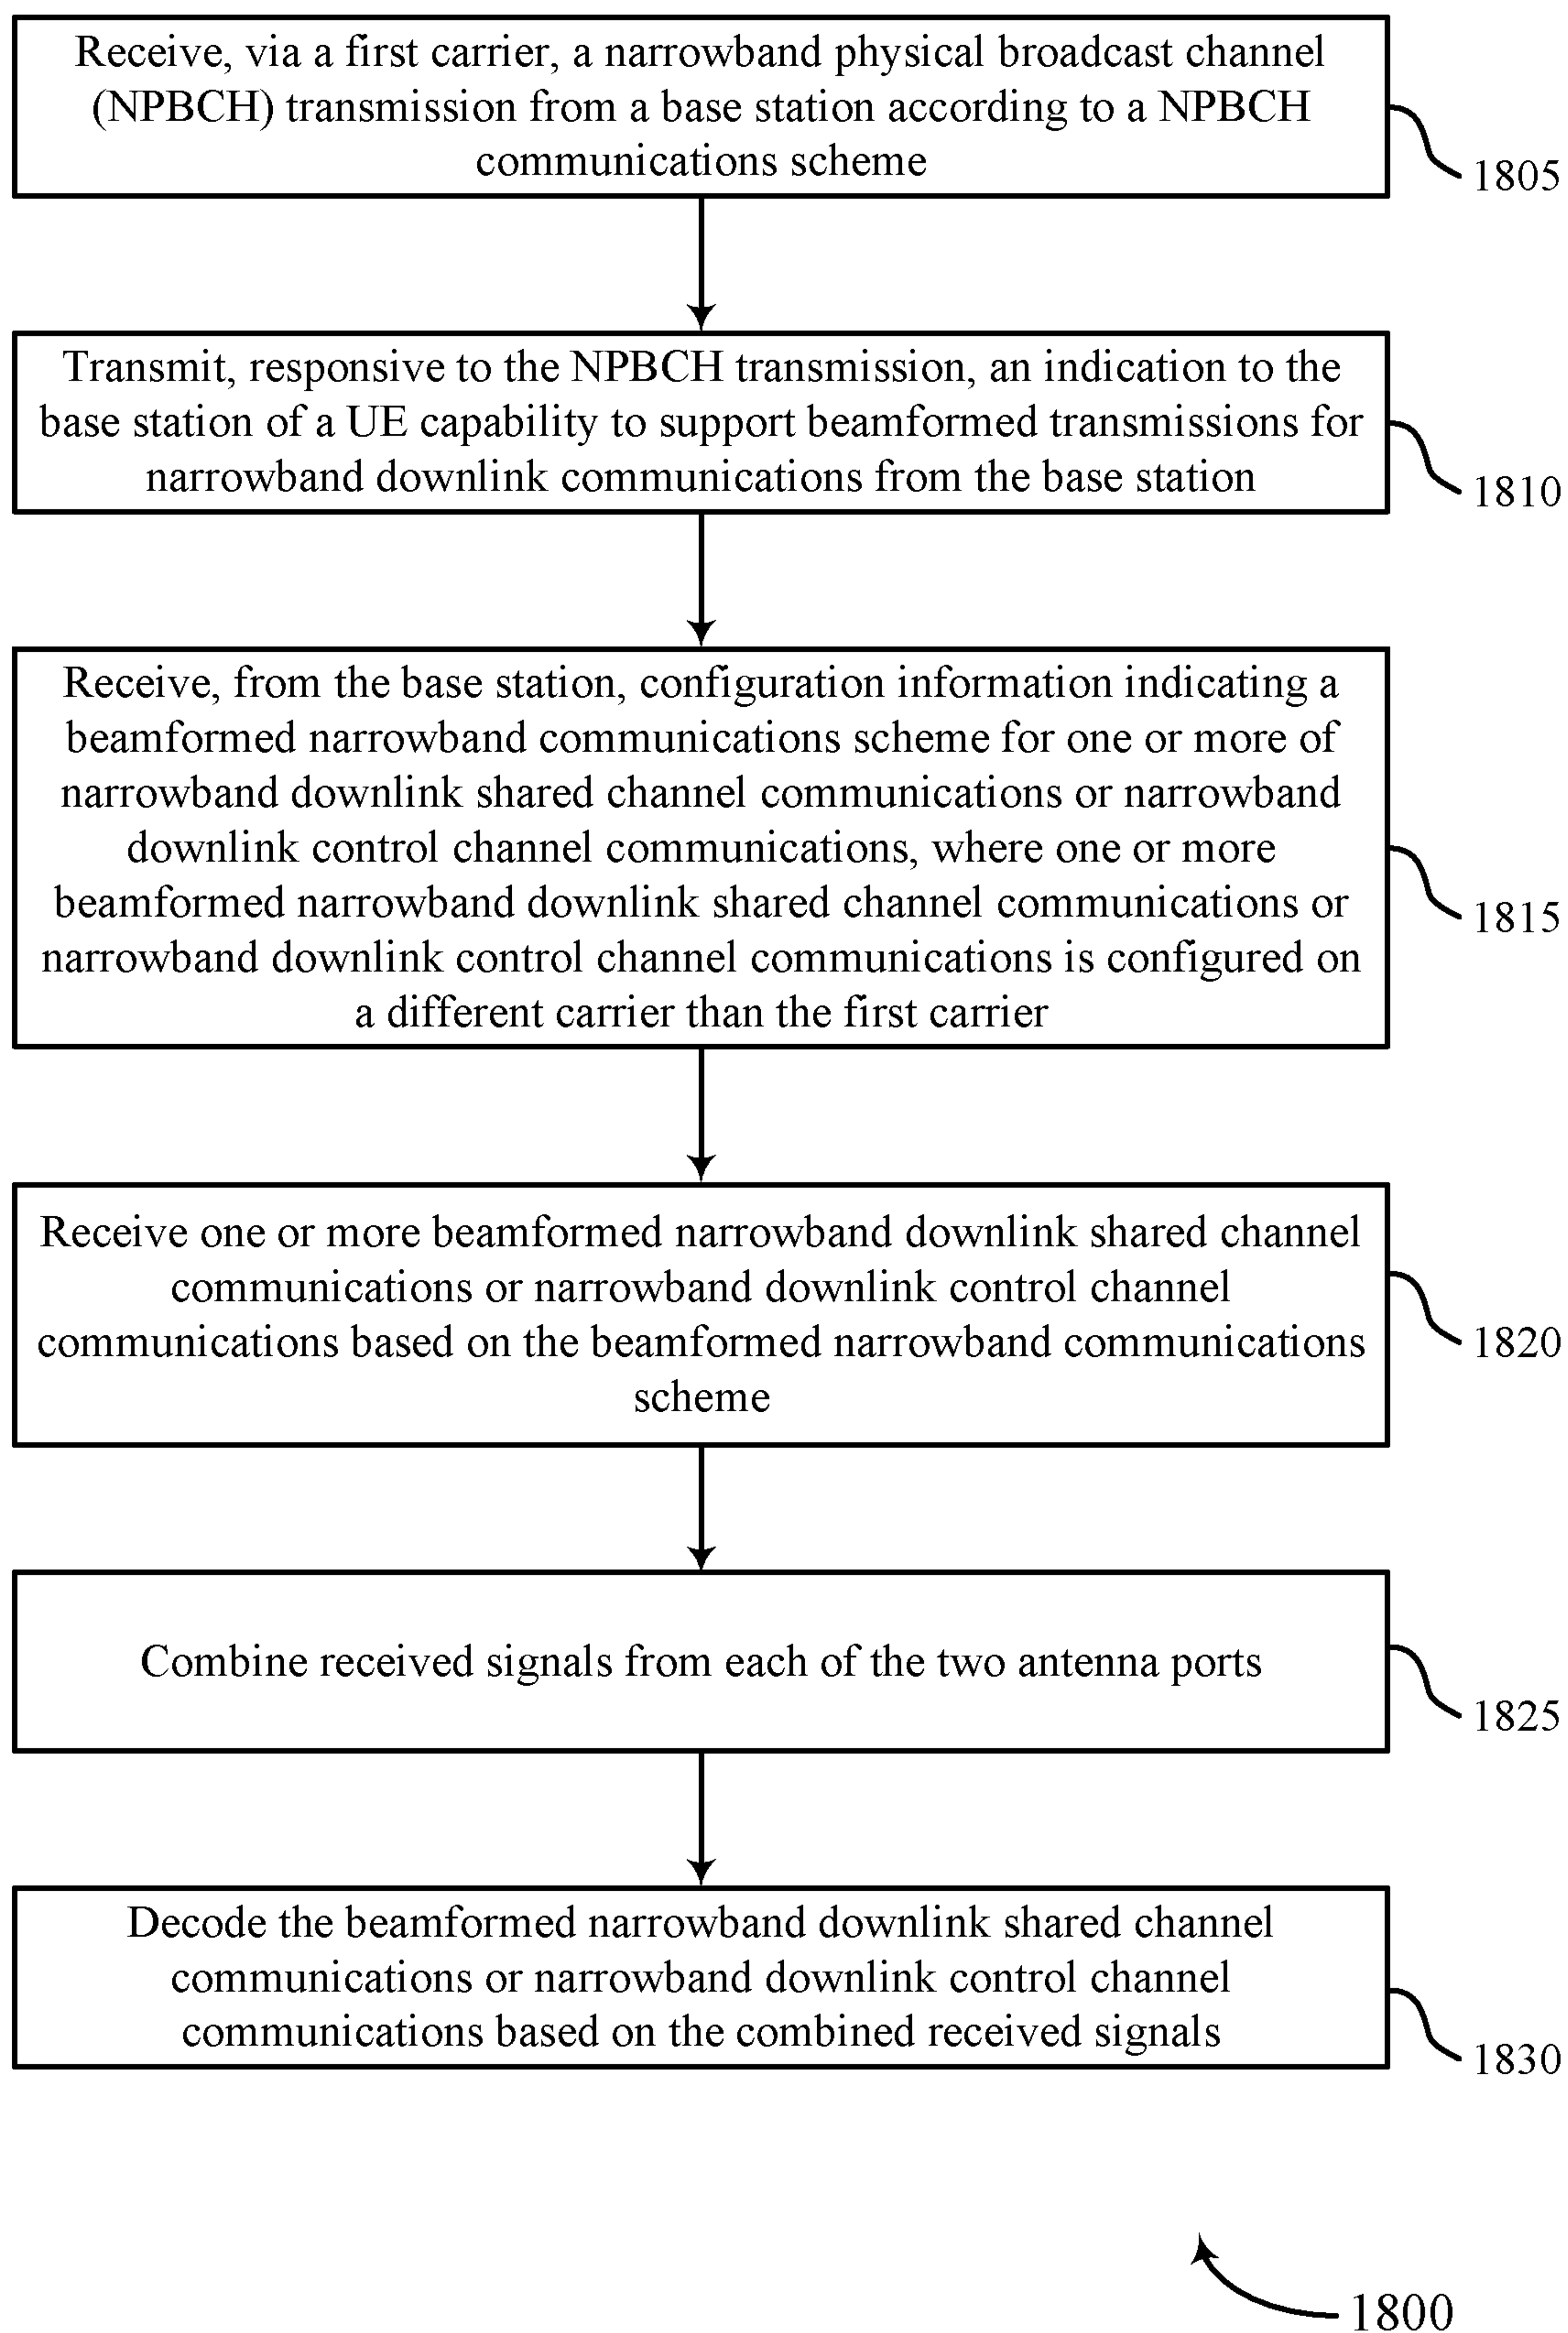 Receive, via a first carrier, a narrowband physical broadcast channel
(NPBCH) transmission from a base station according to a NPBCH
communications scheme
1805
Transmit, responsive to the NPBCH transmission, an indication to the
base station of a UE capability to support beamformed transmissions for
narrowband downlink communications from the base station
1810
Receive, from the base station, configuration information indicating a
beamformed narrowband communications scheme for one or more of
narrowband downlink shared channel communications or narrowband
downlink control channel communications, where one or more
beamformed narrowband downlink shared channel communications or
narrowband downlink control channel communications is configured on
a different carrier than the first carrier
1815
Receive one or more beamformed narrowband downlink shared channel
communications or narrowband downlink control channel
communications based on the beamformed narrowband communications
scheme
1820
Combine received signals from each of the two antenna ports
1825
Decode the beamformed narrowband downlink shared channel
communications or narrowband downlink control channel
communications based on the combined received signals
1830
1800